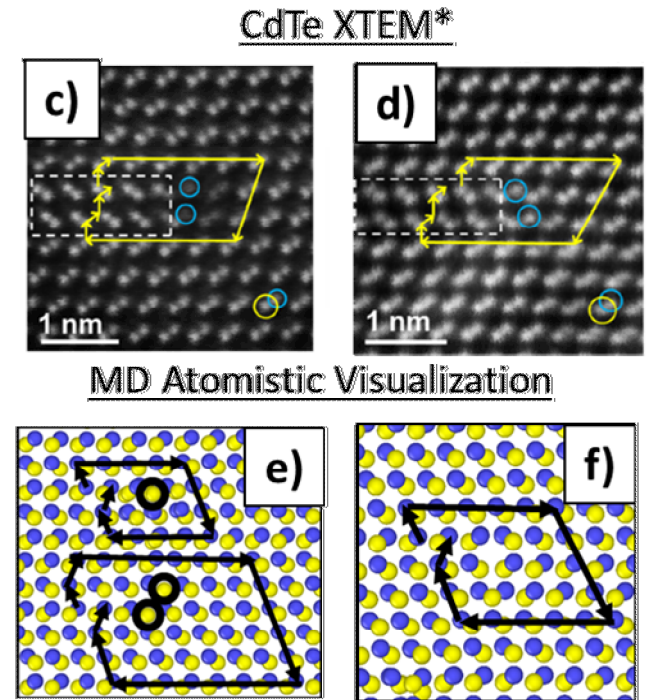 CdTe XTEM*
c)
d)
1 nm
1 nm
MD Atomistic Visualization
e)
f)